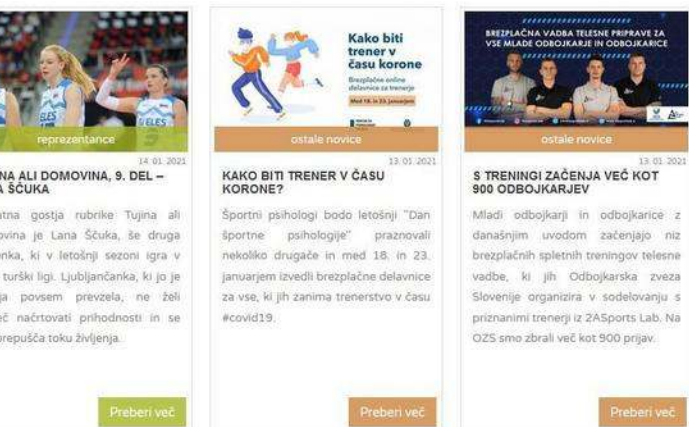 ELES
ELES
5
reprezentance
14. 01. 2021
NA ALI DOMOVINA, 9. DEL –
A ŠČUKA
tna gostja rubrike Tujina ali
ovina je Lana Ščuka, še druga
enka, ki v letošnji sezoni igra v
turški ligi. Ljubljančanka, ki jo je
ja povsem prevzela, ne želi
eč načrtovati prihodnosti in se
prepušča toku življenja.
Preberi več
Kako biti
trener v
času korone
Brezplačne online
delavnice za trenerje
Med 18. in 23. januarjem
ostale novice
13. 01. 2021
KAKO BITI TRENER V ČASU
KORONE?
Športni psihologi bodo letošnji "Dan
športne psihologije" praznovali
nekoliko drugače in med 18. in 23.
januarjem izvedli brezplačne delavnice
za vse, ki jih zanima trenerstvo v času
#covid19.
Preberi več
BREZPLAČNA VADBA TELESNE PRIPRAVE ZA
VSE MLADE ODBOJKARJE IN ODBOJKARICE
ostale novice
13. 01. 2021
S TRENINGI ZAČENJA VEČ KOT
900 ODBOJKARJEV
Mladi odbojkarji in odbojkarice z
današnjim uvodom začenjajo niz
brezplačnih spletnih treningov telesne
vadbe, ki jih Odbojkarska zveza
Slovenije organizira v sodelovanju s
priznanimi trenerji iz 2ASports Lab. Na
OZS smo zbrali več kot 900 prijav.
Preberi več